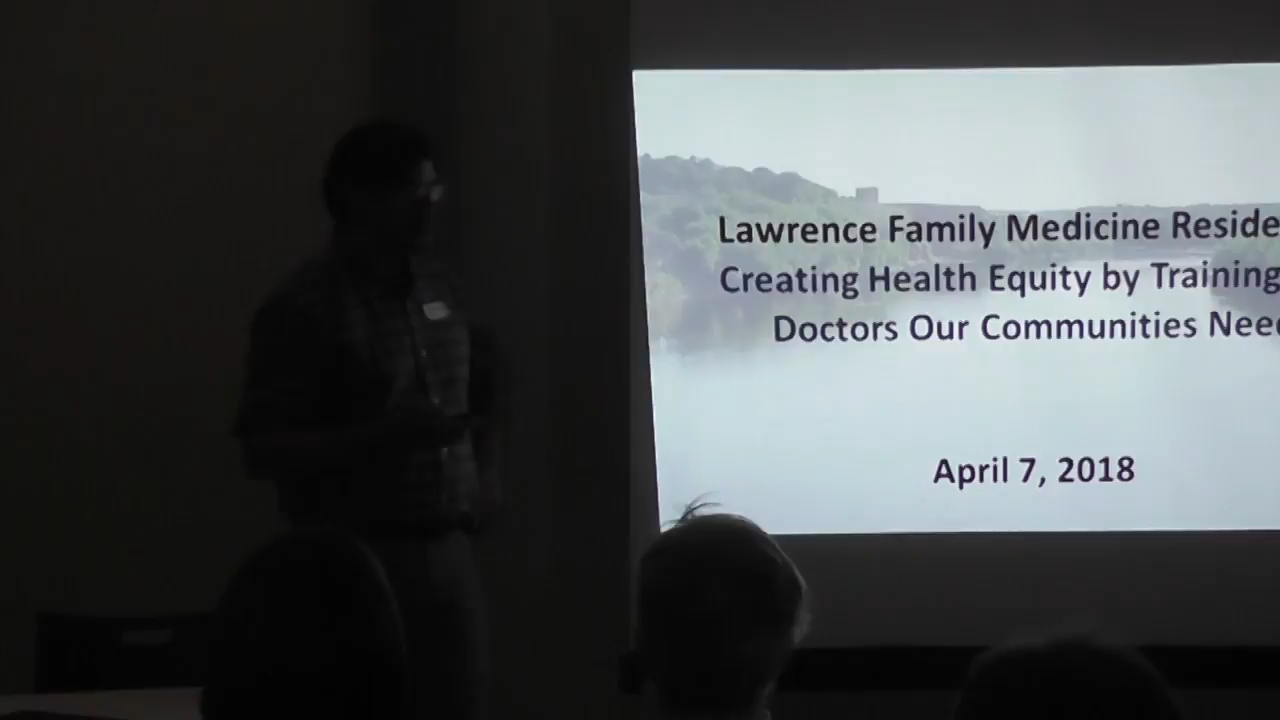 Lawrence Family Medicine Reside
Creating Health Equity by Training
Doctors Our Communities Nee
April 7, 2018